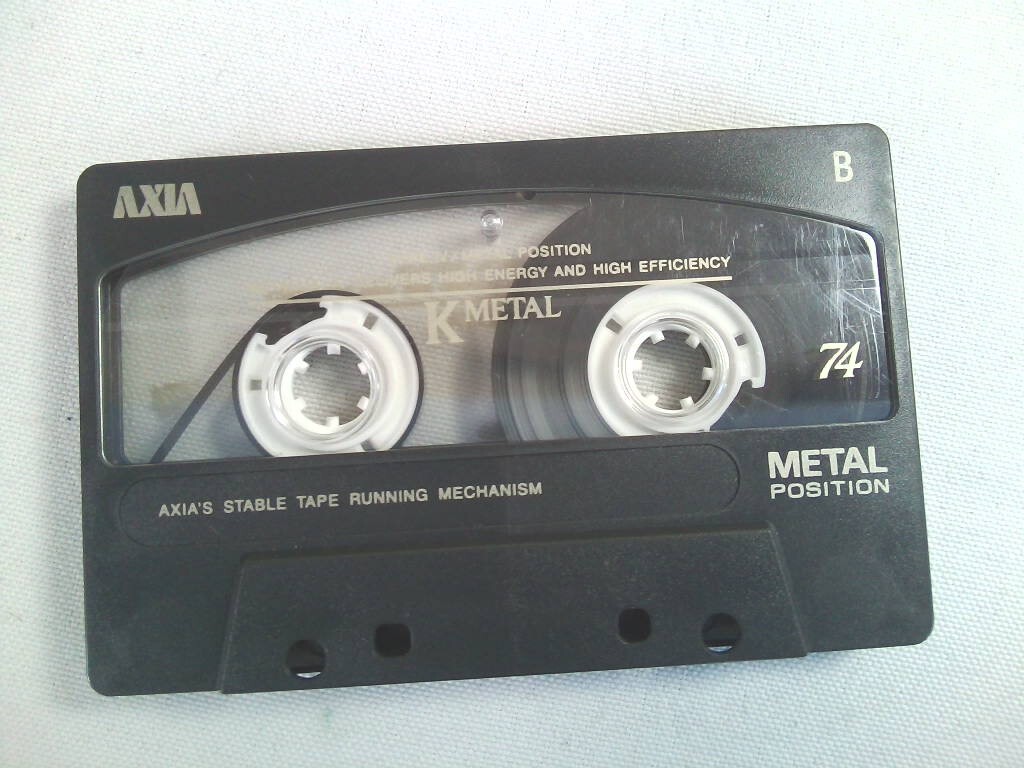 AXIA
B
POSITION
HIGH ENERGY AND HIGH EFFICIENCY
K METAL
74
METAL
POSITION
AXIA'S STABLE TAPE RUNNING MECHANISM